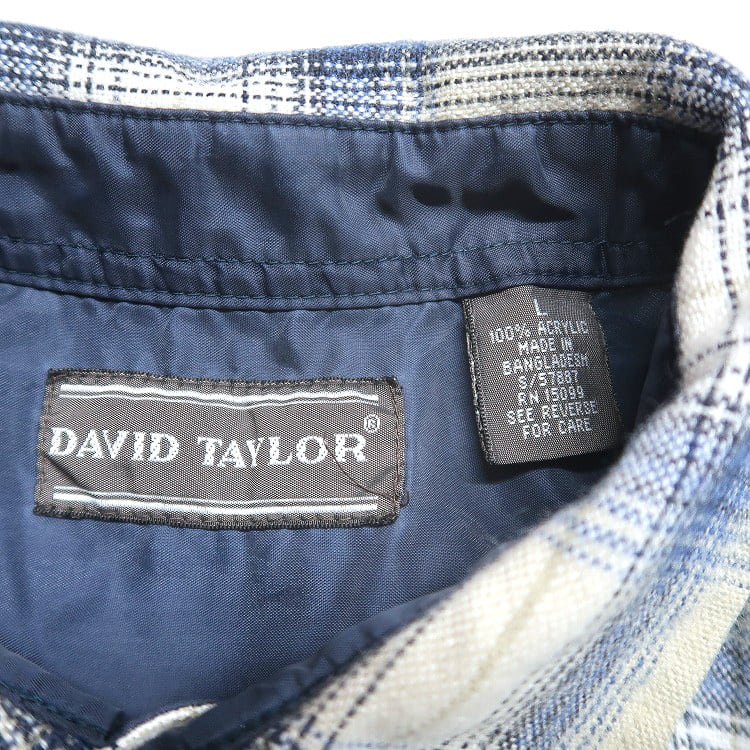 DAVID TAYLOR®
L
100% ACRYLIC
MADE IN
BANGLADESH
S/57887
RN 15099
SEE REVERSE
FOR CARE